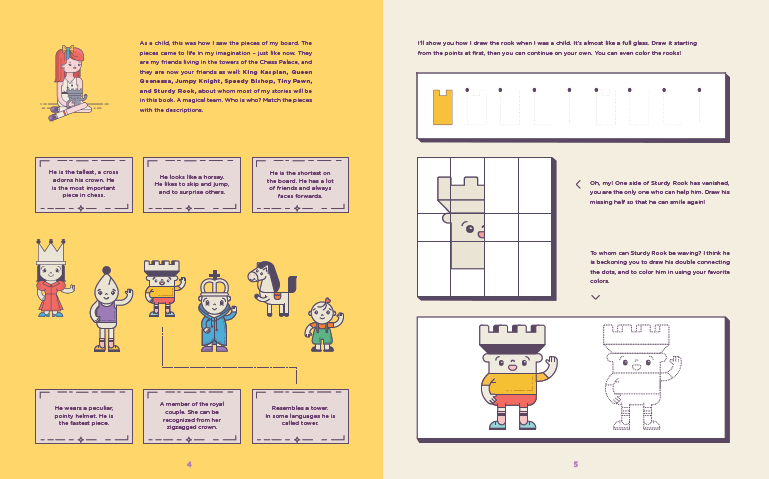 As a child, this was how I saw the pieces of my board. The
pieces came to life in my imagination – just like now. They
are my friends living in the towers of the Chess Palace, and
they are now your friends as well: King Kaspian, Queen
Geenessa, Jumpy Knight, Speedy Bishop, Tiny Pawn,
and Sturdy Rook, about whom most of my stories will be
in this book. A magical team. Who is who? Match the pieces
with the descriptions.
He is the tallest, a cross
adorns his crown. He
is the most important
piece in chess.
He looks like a horsey.
He likes to skip and jump,
and to surprise others.
He is the shortest on
the board. He has a lot
of friends and always
faces forwards.
He wears a peculiar,
pointy helmet. He is
the fastest piece.
A member of the royal
couple. She can be
recognized from her
zigzagged crown.
Resembles a tower.
In some languages he is
called tower.
4
I'll show you how I draw the rook when I was a child. It's almost like a full glass. Draw it starting
from the points at first, then you can continue on your own. You can even color the rooks!
Oh, my! One side of Sturdy Rook has vanished,
you are the only one who can help him. Draw his
missing half so that he can smile again!
To whom can Sturdy Rook be waving? I think he
is beckoning you to draw his double connecting
the dots, and to color him in using your favorite
colors.
5